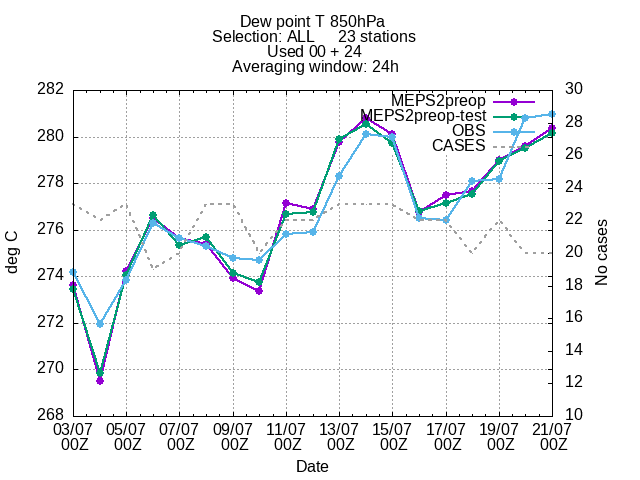 Dew point T 850hPa
Selection: ALL 23 stations
Used 00 + 24
Averaging window: 24h
MEPS2preop
MEPS2preop-test
OBS
CASES
282
280
278
276
274
272
270
268
deg C
30
28
26
24
22
20
18
16
14
12
10
No cases
03/07 05/07 07/07 09/07 11/07 13/07 15/07 17/07 19/07 21/07
00Z 00Z 00Z 00Z 00Z 00Z 00Z 00Z 00Z 00Z
Date